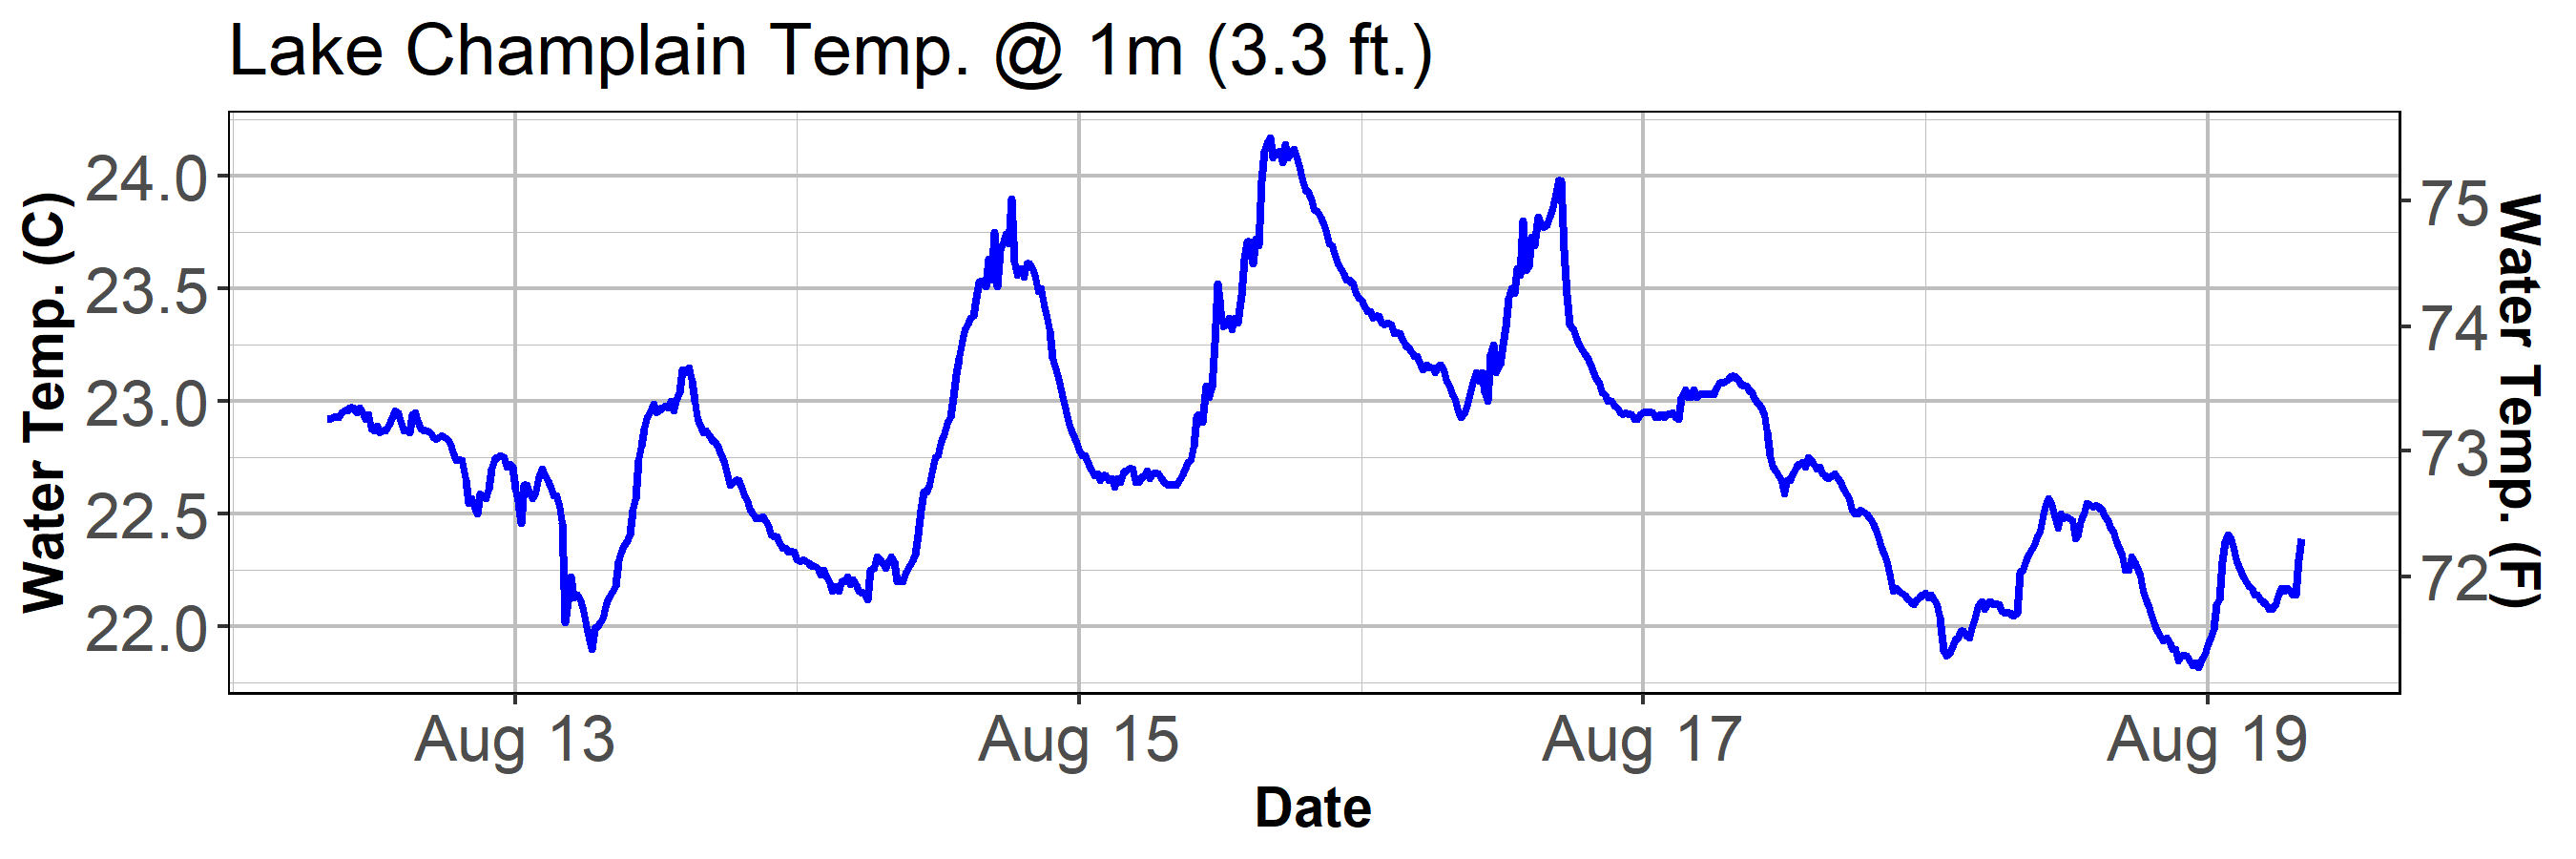 Lake Champlain Temp. @ 1m (3.3 ft.)
Water Temp. (C)
24.0
23.5
23.0
22.5
22.0
75
74
73
72
Water Temp. (F)
Aug 13 Aug 15 Aug 17 Aug 19
Date